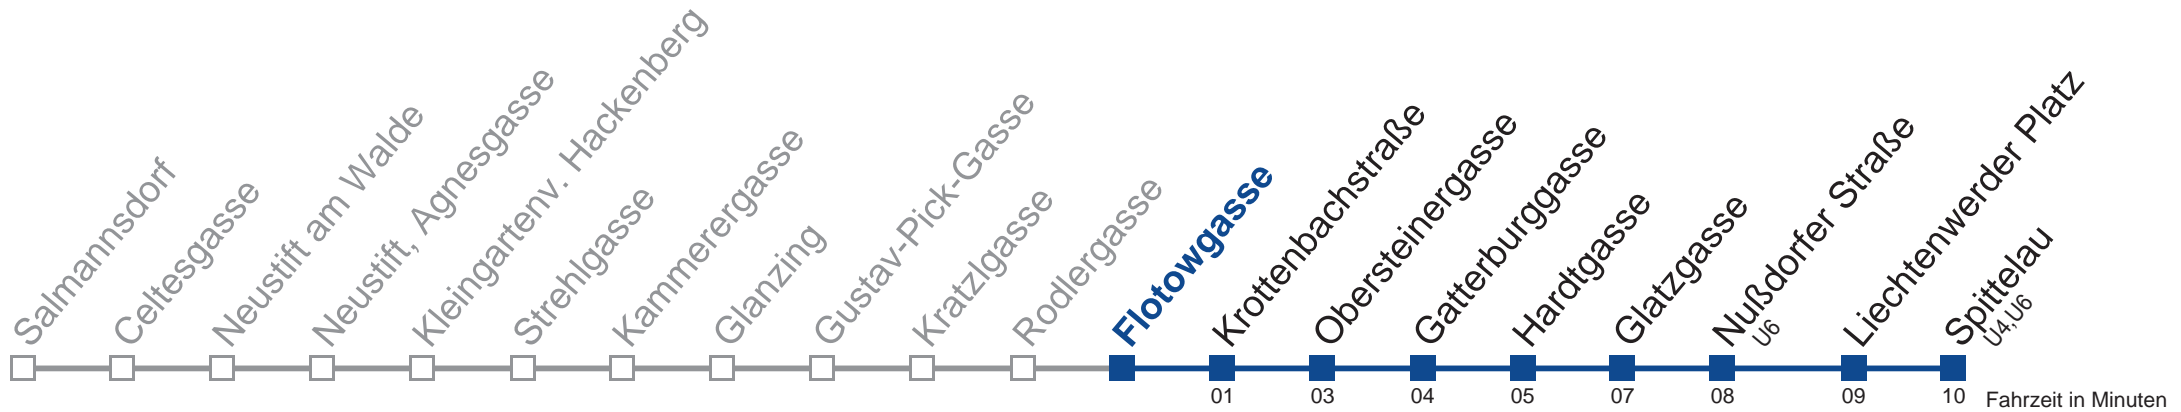 Salmannsdorf
Celtesgasse
Neustift am Walde
Neustift, Agnesgasse
Kleingartenv. Hackenberg
Strehlgasse
Kammerergasse
Glanzing
Gustav-Pick-Gasse
Kratzlgasse
Rodlergasse
Flotowgasse
Krottenbachstraße
Obersteinergasse
Gatterburggasse
Hardtgasse
Glatzgasse
Nußdorfer Straße
U6
Liechtenwerder Platz
Spittelau
U4,U6
01 03 04 05 07 08 09 10 Fahrzeit in Minuten